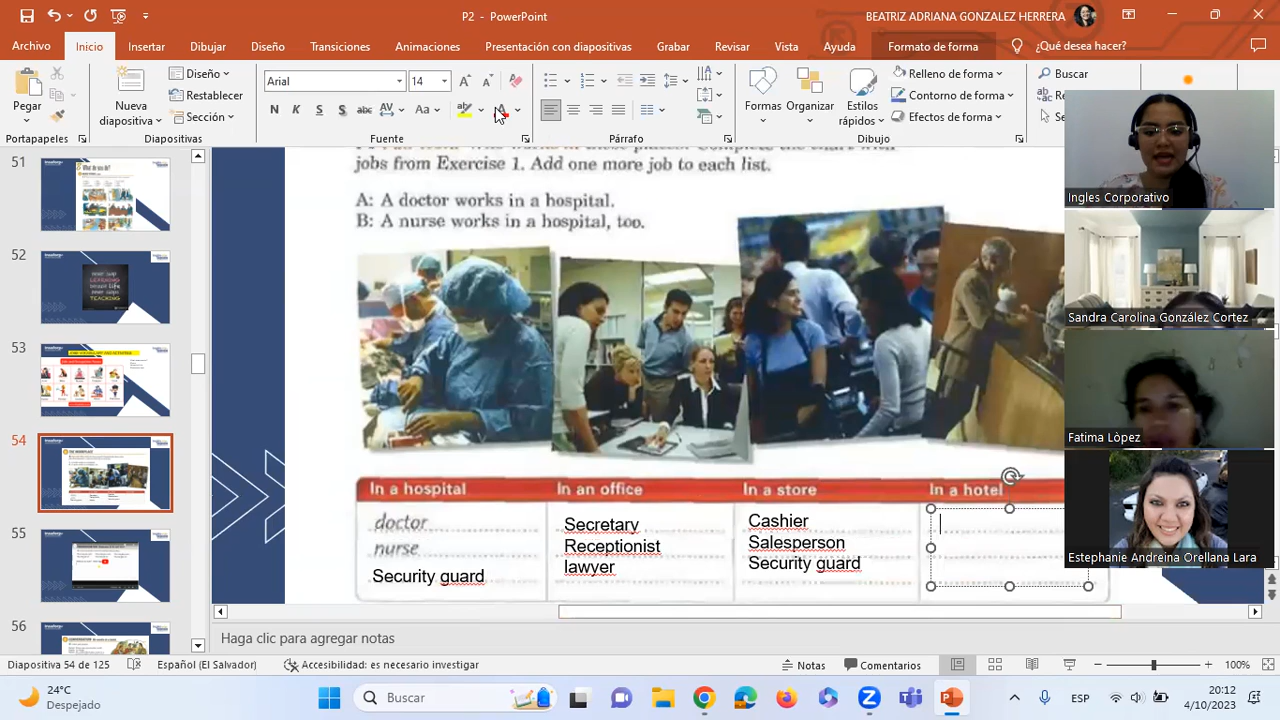 P2 - PowerPoint
BEATRIZ ADRIANA GONZALEZ HERRERA
Archivo Inicio Insertar Dibujar Diseño Transiciones Animaciones Presentación con diapositivas Grabar Revisar Vista Ayuda Formato de forma ¿Qué desea hacer?
Pegar
Nueva diapositiva
Diseño
Restablecer
Sección
Arial 14
N K S S abc AV Aa
Formas Organizar Estilos rápidos
Relleno de forma
Contorno de forma
Efectos de forma
Buscar
Portapapeles Diapositivas Fuente Párrafo Dibujo
51
52
53
54
55
56
jobs from Exercise 1. Add one more job to each list.
A: A doctor works in a hospital.
B: A nurse works in a hospital, too.
In a hospital In an office In a store In a hotel
doctor
nurse
Security guard
Secretary
Receptionist
lawyer
Cashier
Salesperson
Security guard
Ingles Corporativo
Sandra Carolina González Cortez
Fatima Lòpez
Estephanie Andreina Orellana Lara
Haga clic para agregar notas
Diapositiva 54 de 125 Español (El Salvador) Accesibilidad: es necesario investigar Notas Comentarios 100%
24°C
Despejado
Buscar
ESP
20:12
4/10/2023